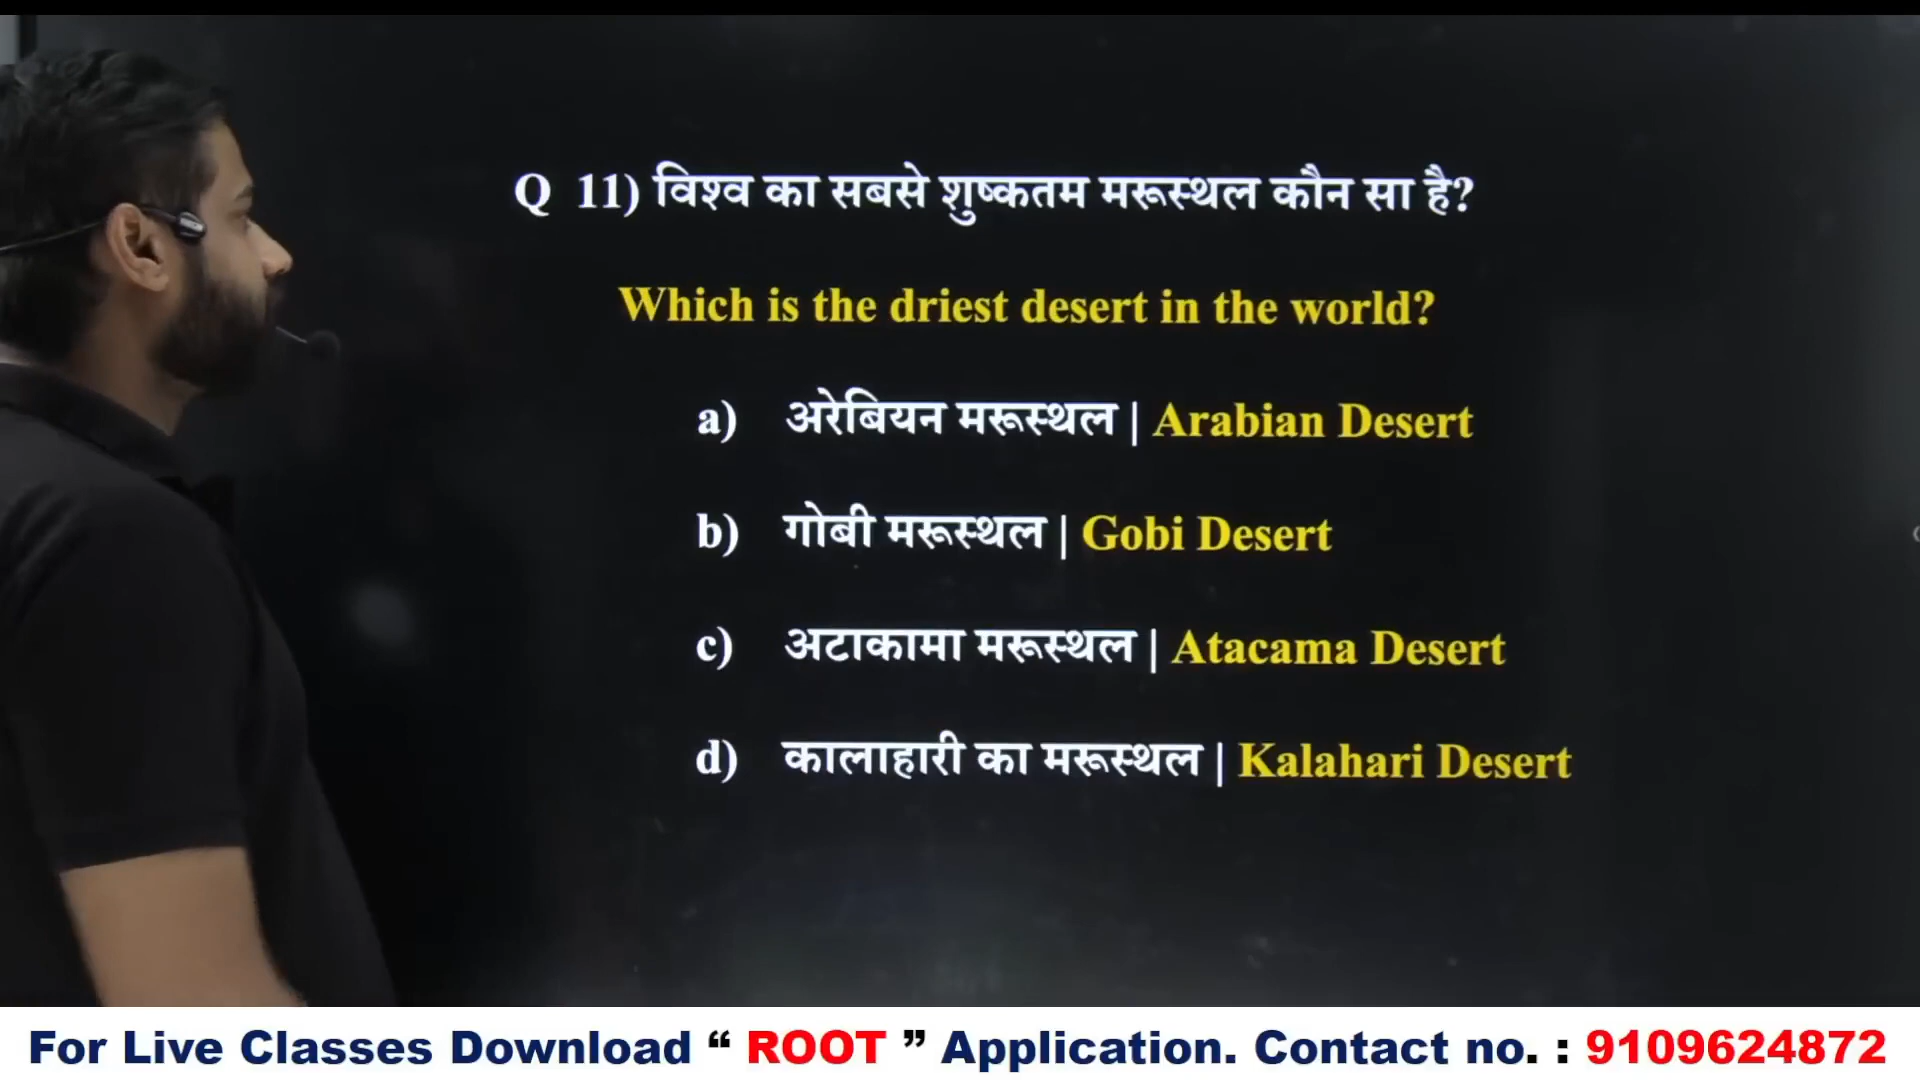 Q 11) विश्व का सबसे शुष्कतम मरूस्थल कौन सा है?
Which is the driest desert in the world?
a) अरेबियन मरूस्थल | Arabian Desert
b) गोबी मरूस्थल | Gobi Desert
c) अटाकामा मरूस्थल | Atacama Desert
d) कालाहारी का मरूस्थल | Kalahari Desert
For Live Classes Download “ ROOT ” Application. Contact no. : 9109624872